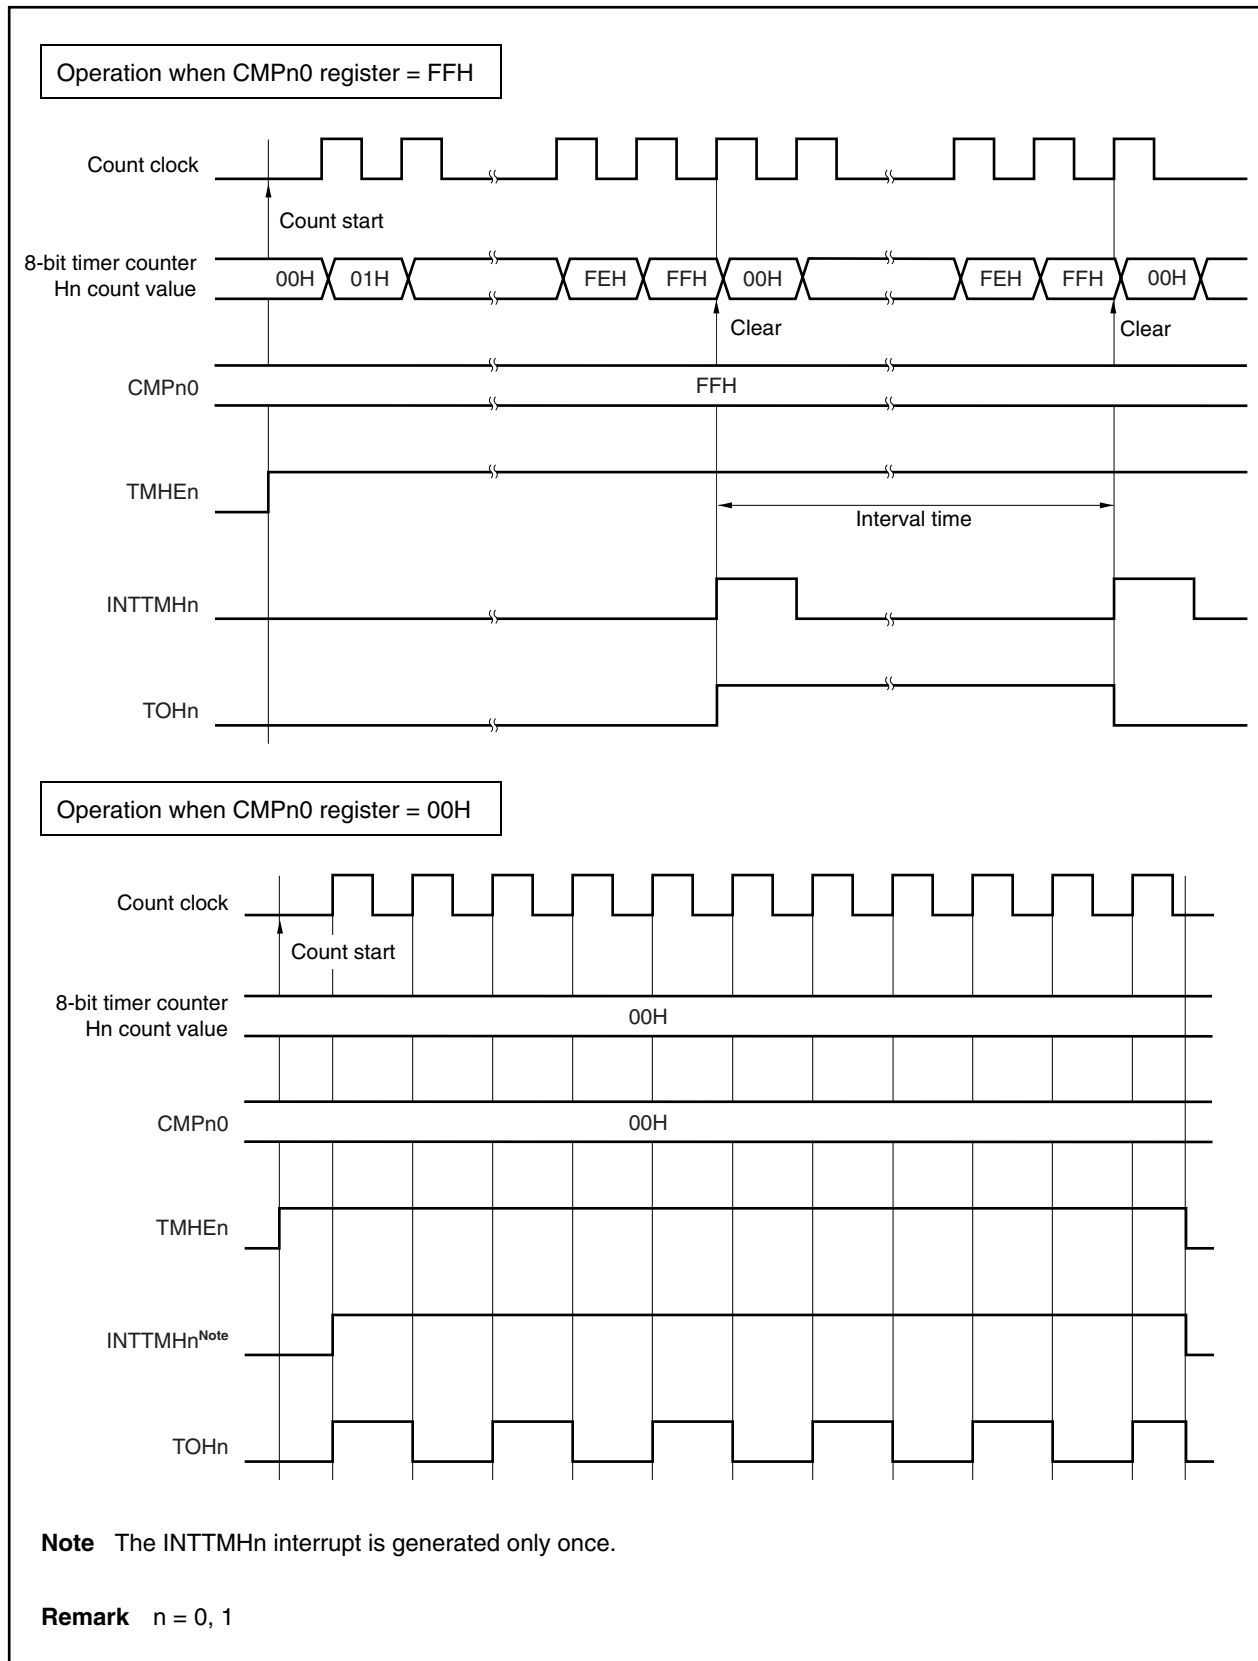 Operation when CMPn0 register = FFH
Count clock
Count start
8-bit timer counter
Hn count value
00H 01H FEH FFH 00H FEH FFH 00H
Clear Clear
CMPn0 FFH
TMHEn
Interval time
INTTMHn
TOHn
Operation when CMPn0 register = 00H
Count clock
Count start
8-bit timer counter
Hn count value
00H
CMPn0 00H
TMHEn
INTTMHnNote
TOHn
Note The INTTMHn interrupt is generated only once.
Remark n = 0, 1